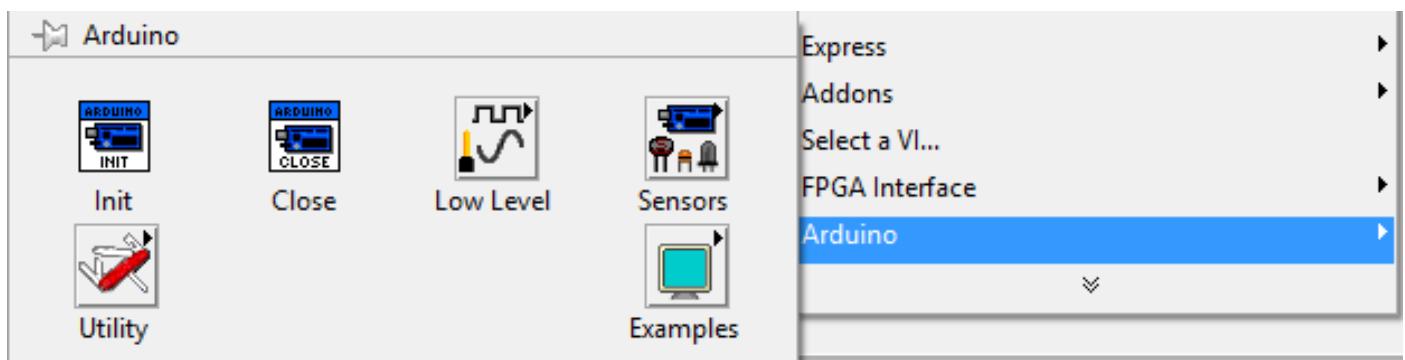 Arduino
ARDUINO
INIT
Init
ARDUINO
CLOSE
Close
Low Level
Sensors
Utility
Examples
Express
Addons
Select a VI...
FPGA Interface
Arduino